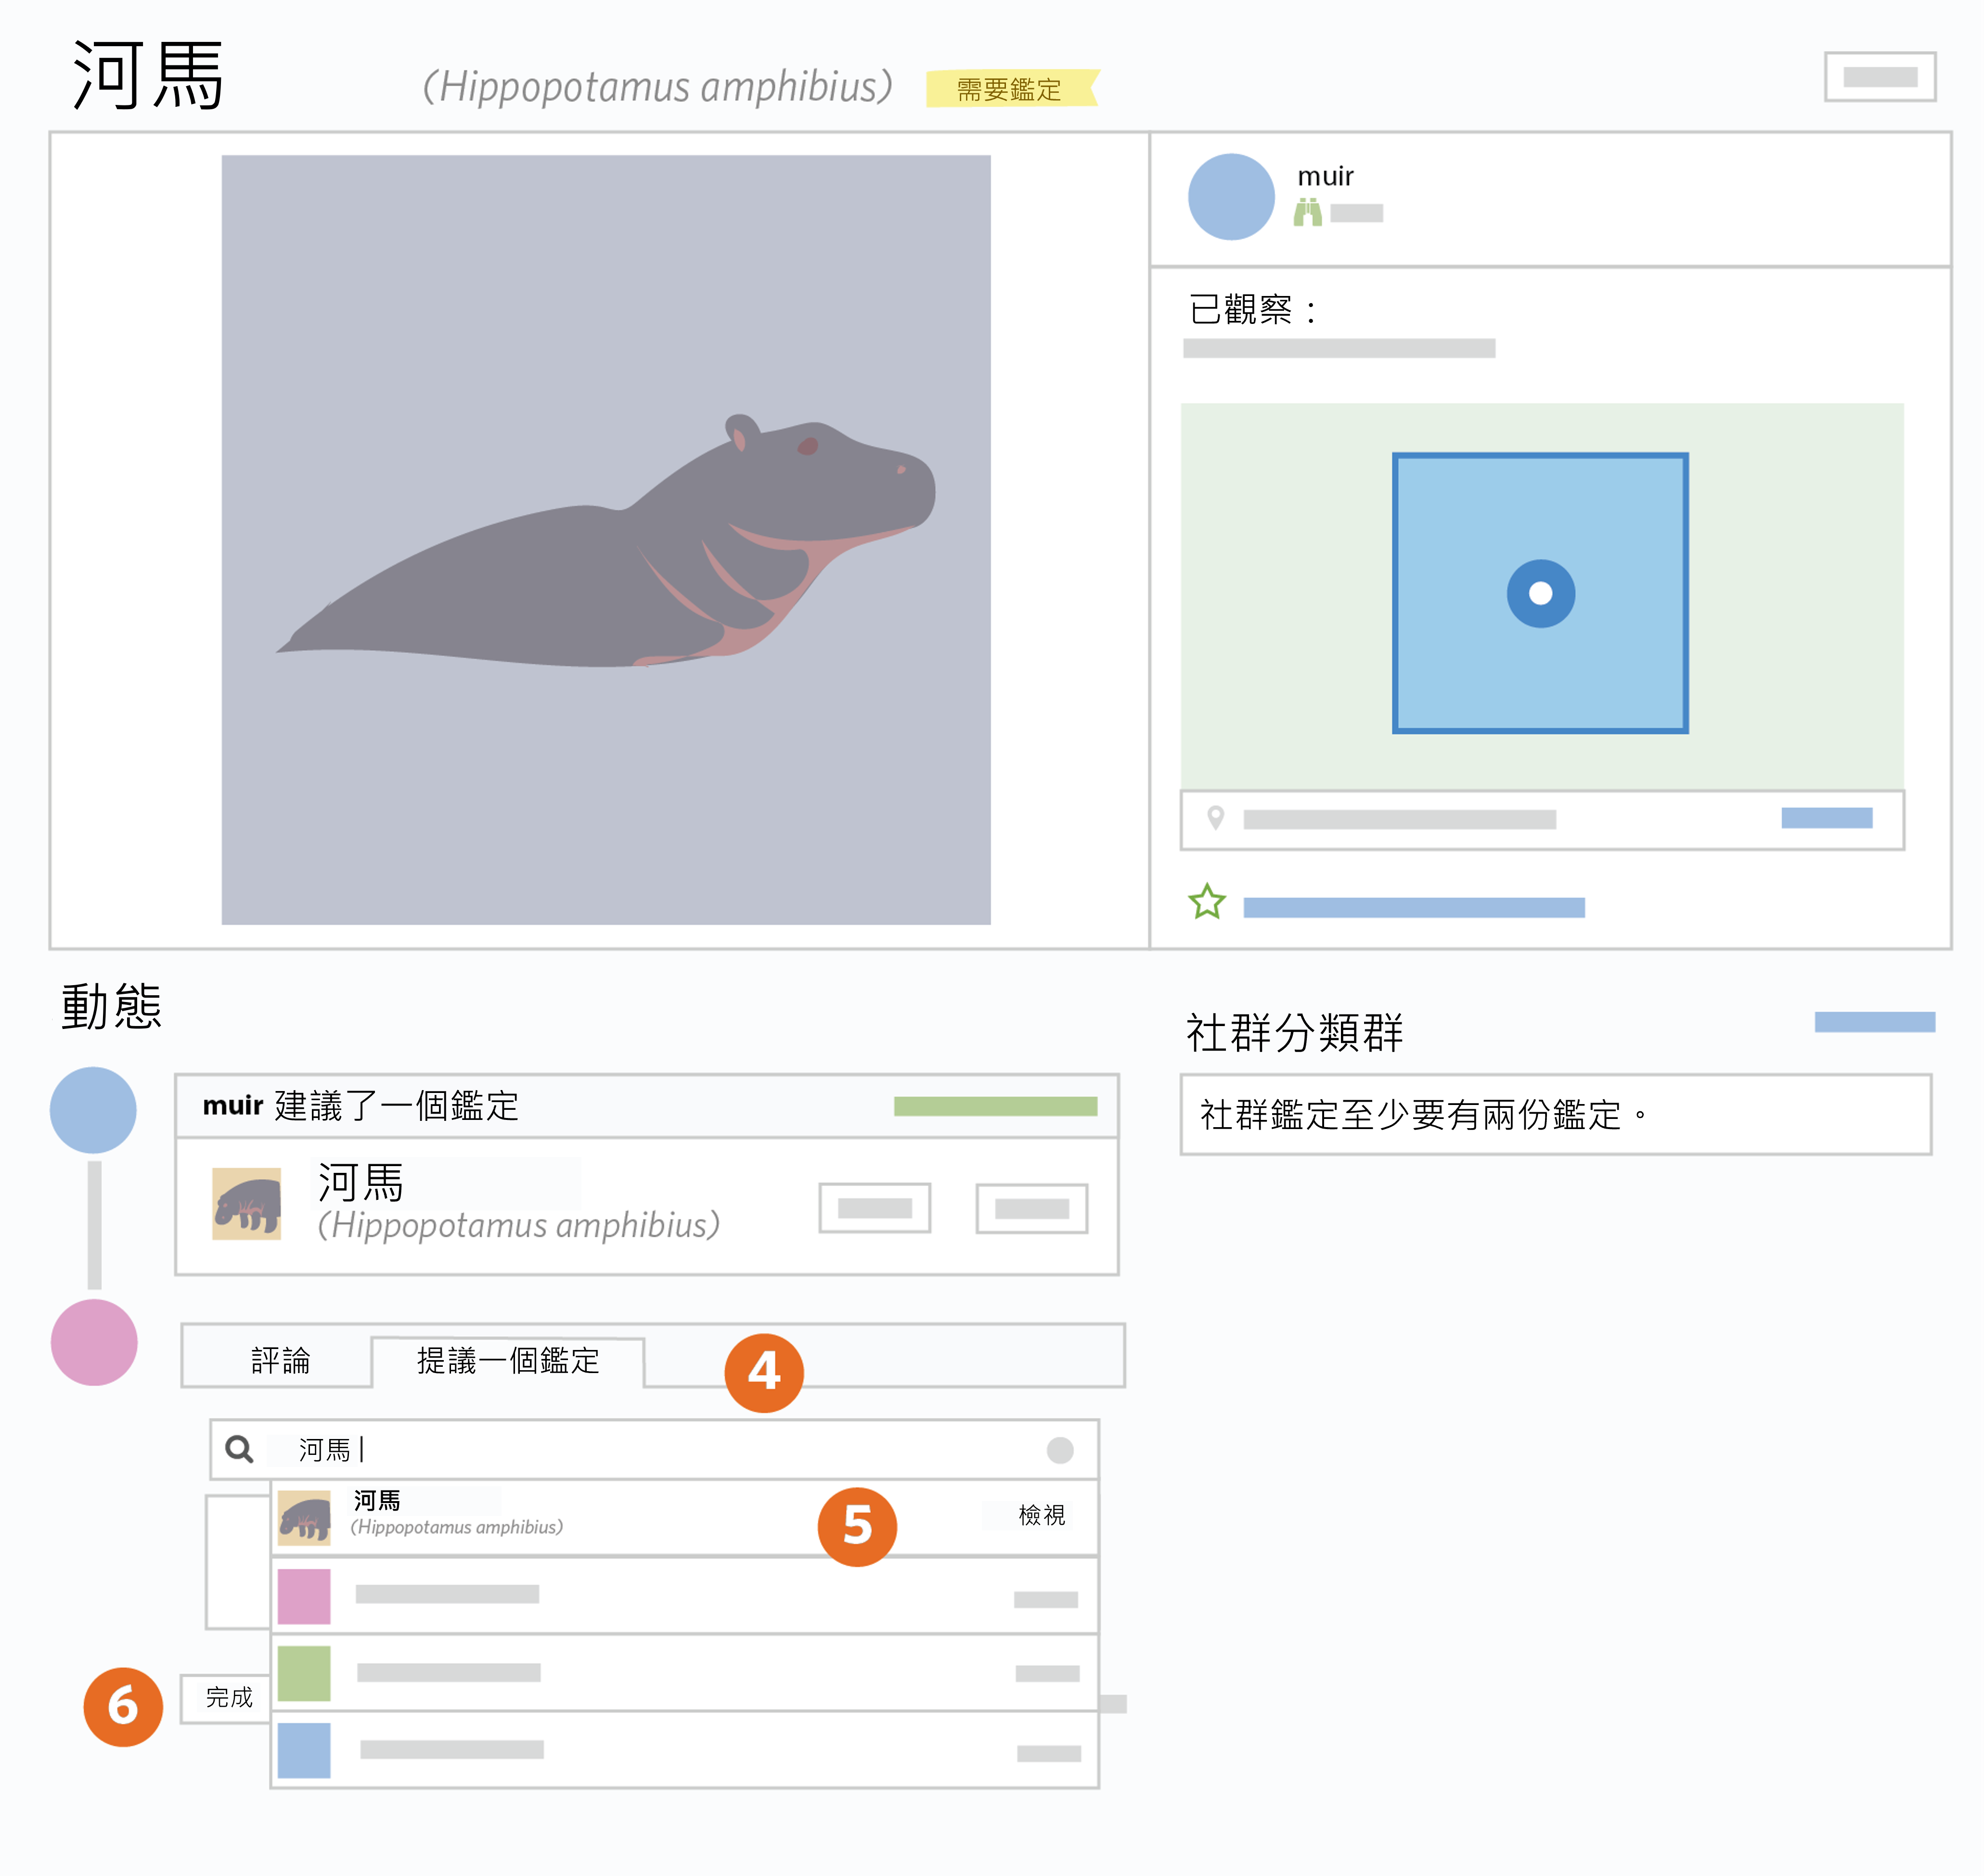 河馬 (Hippopotamus amphibius) 需要鑑定
muir
已觀察：
動態
muir 建議了一個鑑定
河馬
(Hippopotamus amphibius)
評論 提議一個鑑定 4
河馬
河馬
(Hippopotamus amphibius)
5 檢視
6 完成
社群分類群
社群鑑定至少要有兩份鑑定。